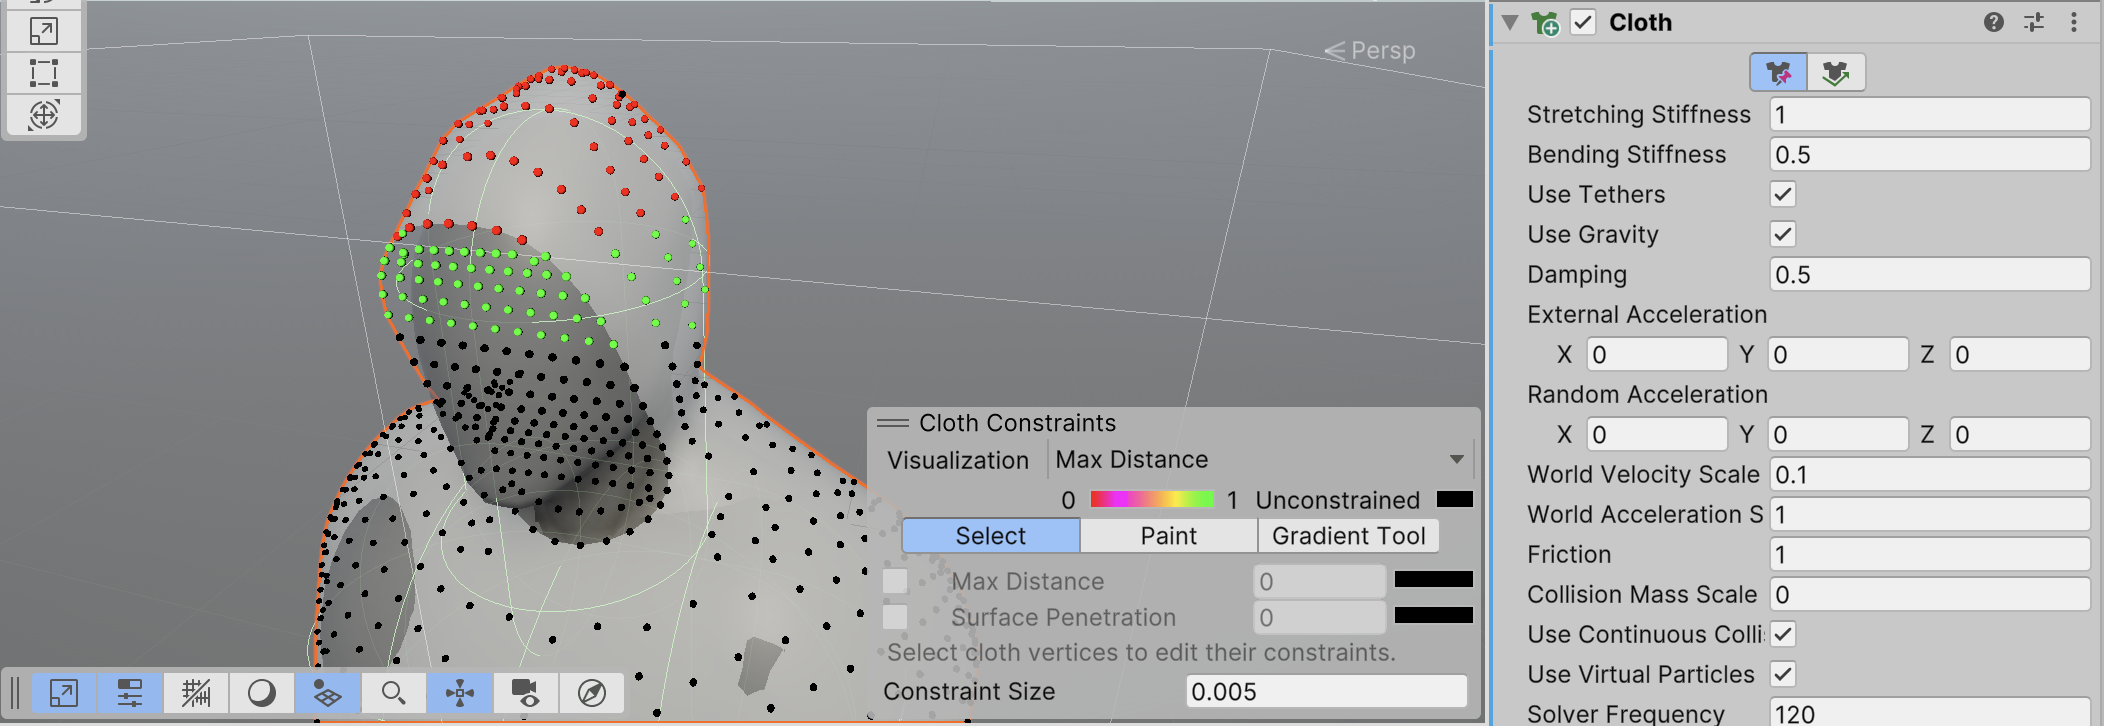 Persp
Cloth Constraints
Visualization Max Distance
0 1 Unconstrained
Select Paint Gradient Tool
Max Distance 0
Surface Penetration 0
Select cloth vertices to edit their constraints.
Constraint Size 0.005
Cloth
Stretching Stiffness 1
Bending Stiffness 0.5
Use Tethers
Use Gravity
Damping 0.5
External Acceleration
X 0 Y 0 Z 0
Random Acceleration
X 0 Y 0 Z 0
World Velocity Scale 0.1
World Acceleration S 1
Friction 1
Collision Mass Scale 0
Use Continuous Colli
Use Virtual Particles
Solver Frequency 120